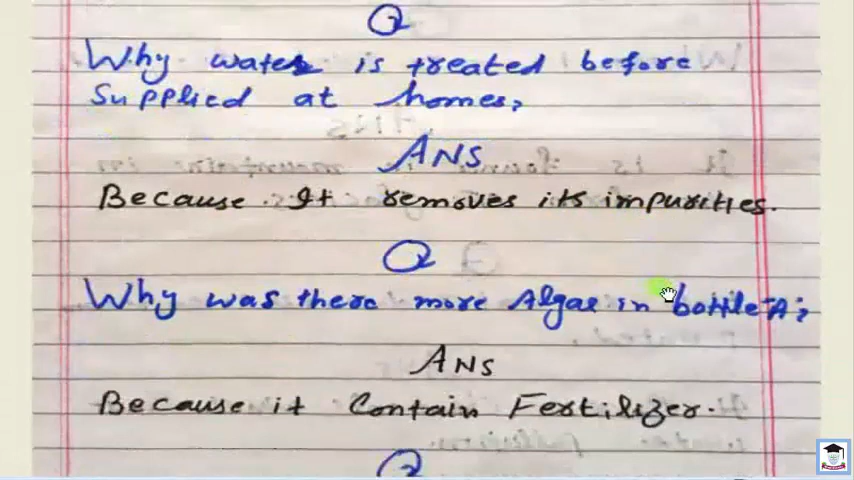 Q
Why water is treated before
Supplied at homes,
ANS
Because It removes its impurities.
Q
Why was there more Algae in bottle-A;
ANS
Because it Contain Fertilizer.
Q